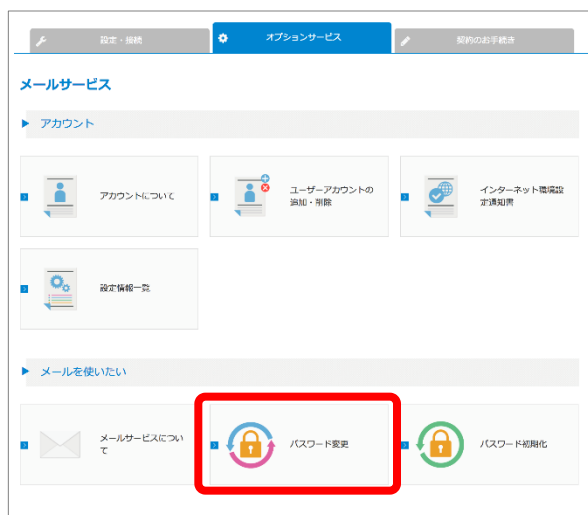 設定・接続
オプションサービス
契約のお手続き
メールサービス
アカウント
アカウントについて
ユーザーアカウントの
追加・削除
インターネット環境設
定通知書
設定情報一覧
メールを使いたい
メールサービスについ
て
パスワード変更
パスワード初期化